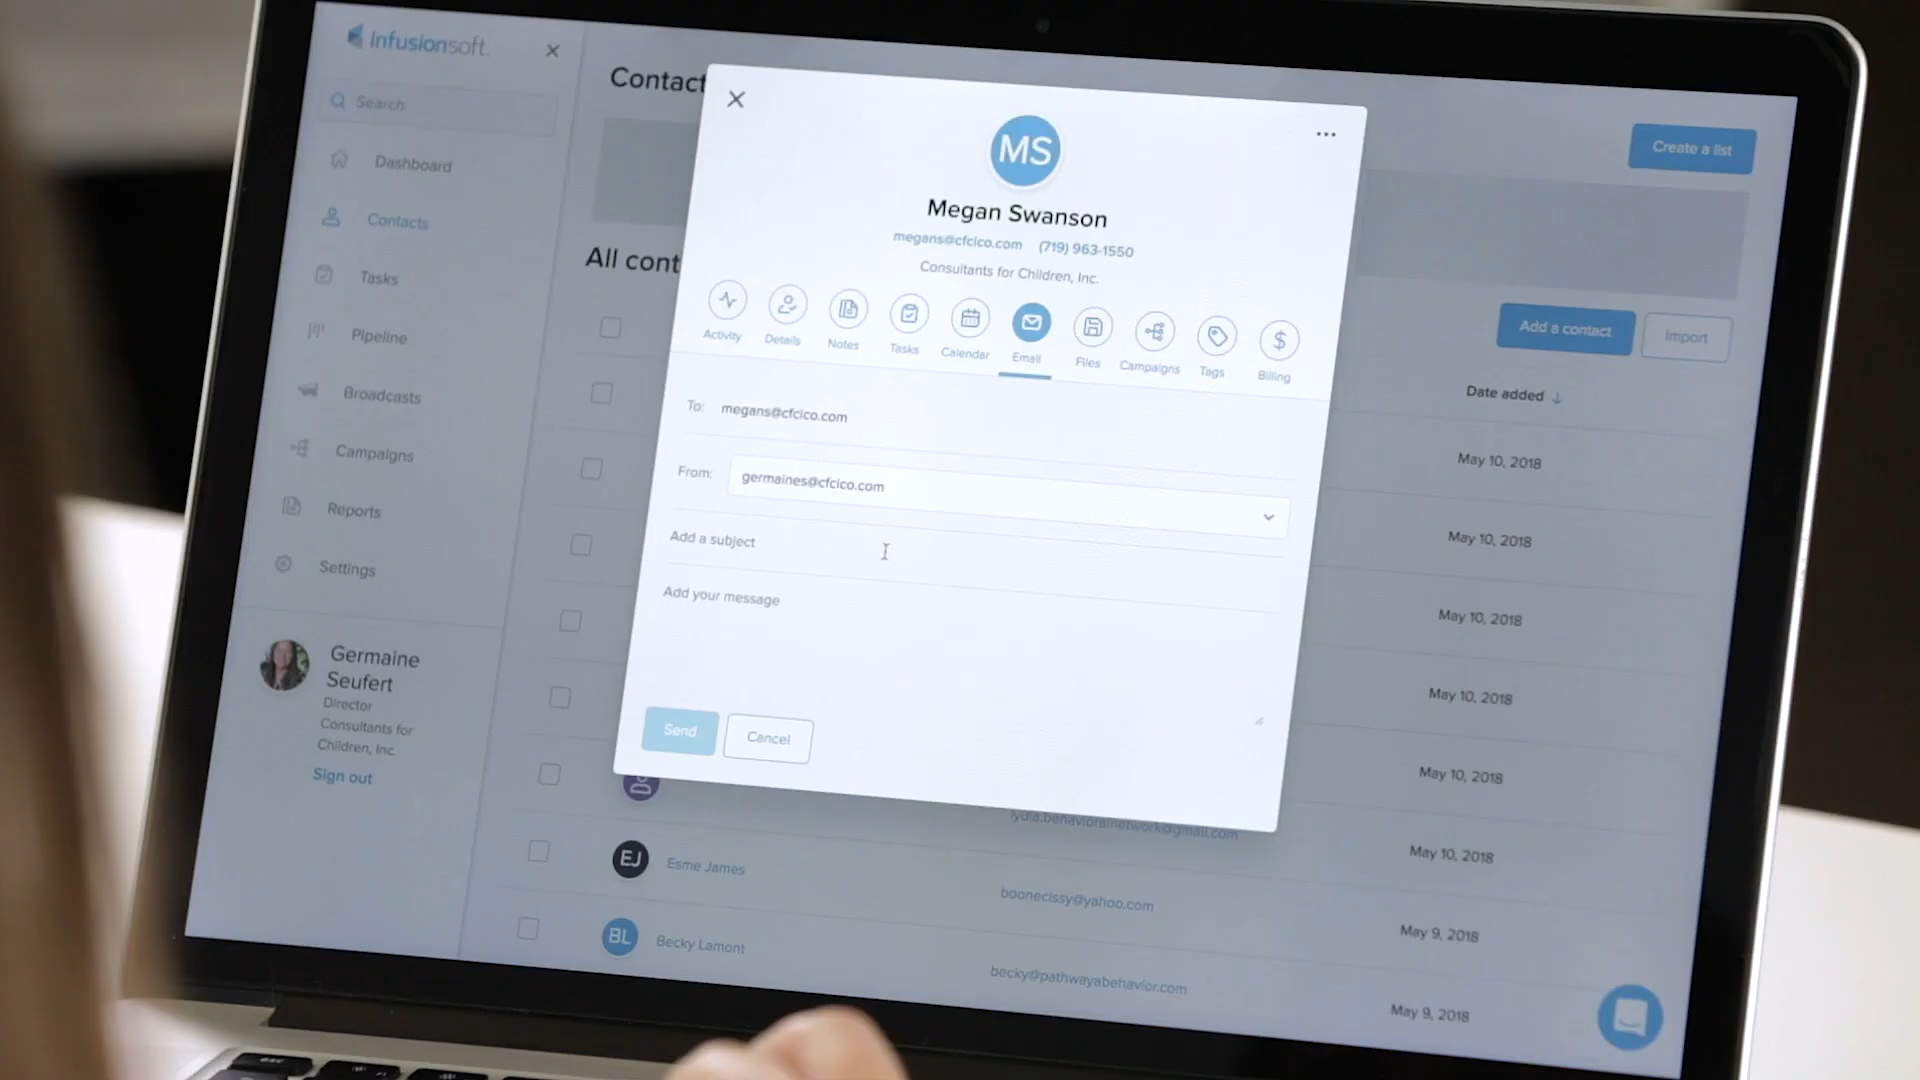 Infusionsoft.
Search
Dashboard
Contacts
Tasks
Pipeline
Broadcasts
Campaigns
Reports
Settings
Germaine
Seufert
Director
Consultants for
Children, Inc.
Sign out
Contact
Create a list
All cont
Add a contact
Import
Date added
MS
Megan Swanson
megans@cfcico.com (719) 963-1550
Consultants for Children, Inc.
Activity
Details
Notes
Tasks
Calendar
Email
Files
Campaigns
Tags
Billing
To: megans@cfcico.com
From: germaines@cfcico.com
Add a subject
Add your message
Send
Cancel
May 10, 2018
May 10, 2018
May 10, 2018
May 10, 2018
May 10, 2018
lydia.behavioralnetwork@gmail.com
May 10, 2018
EJ
Esme James
boonecissy@yahoo.com
May 9, 2018
BL
Becky Lamont
becky@pathwayabehavior.com
May 9, 2018
esc